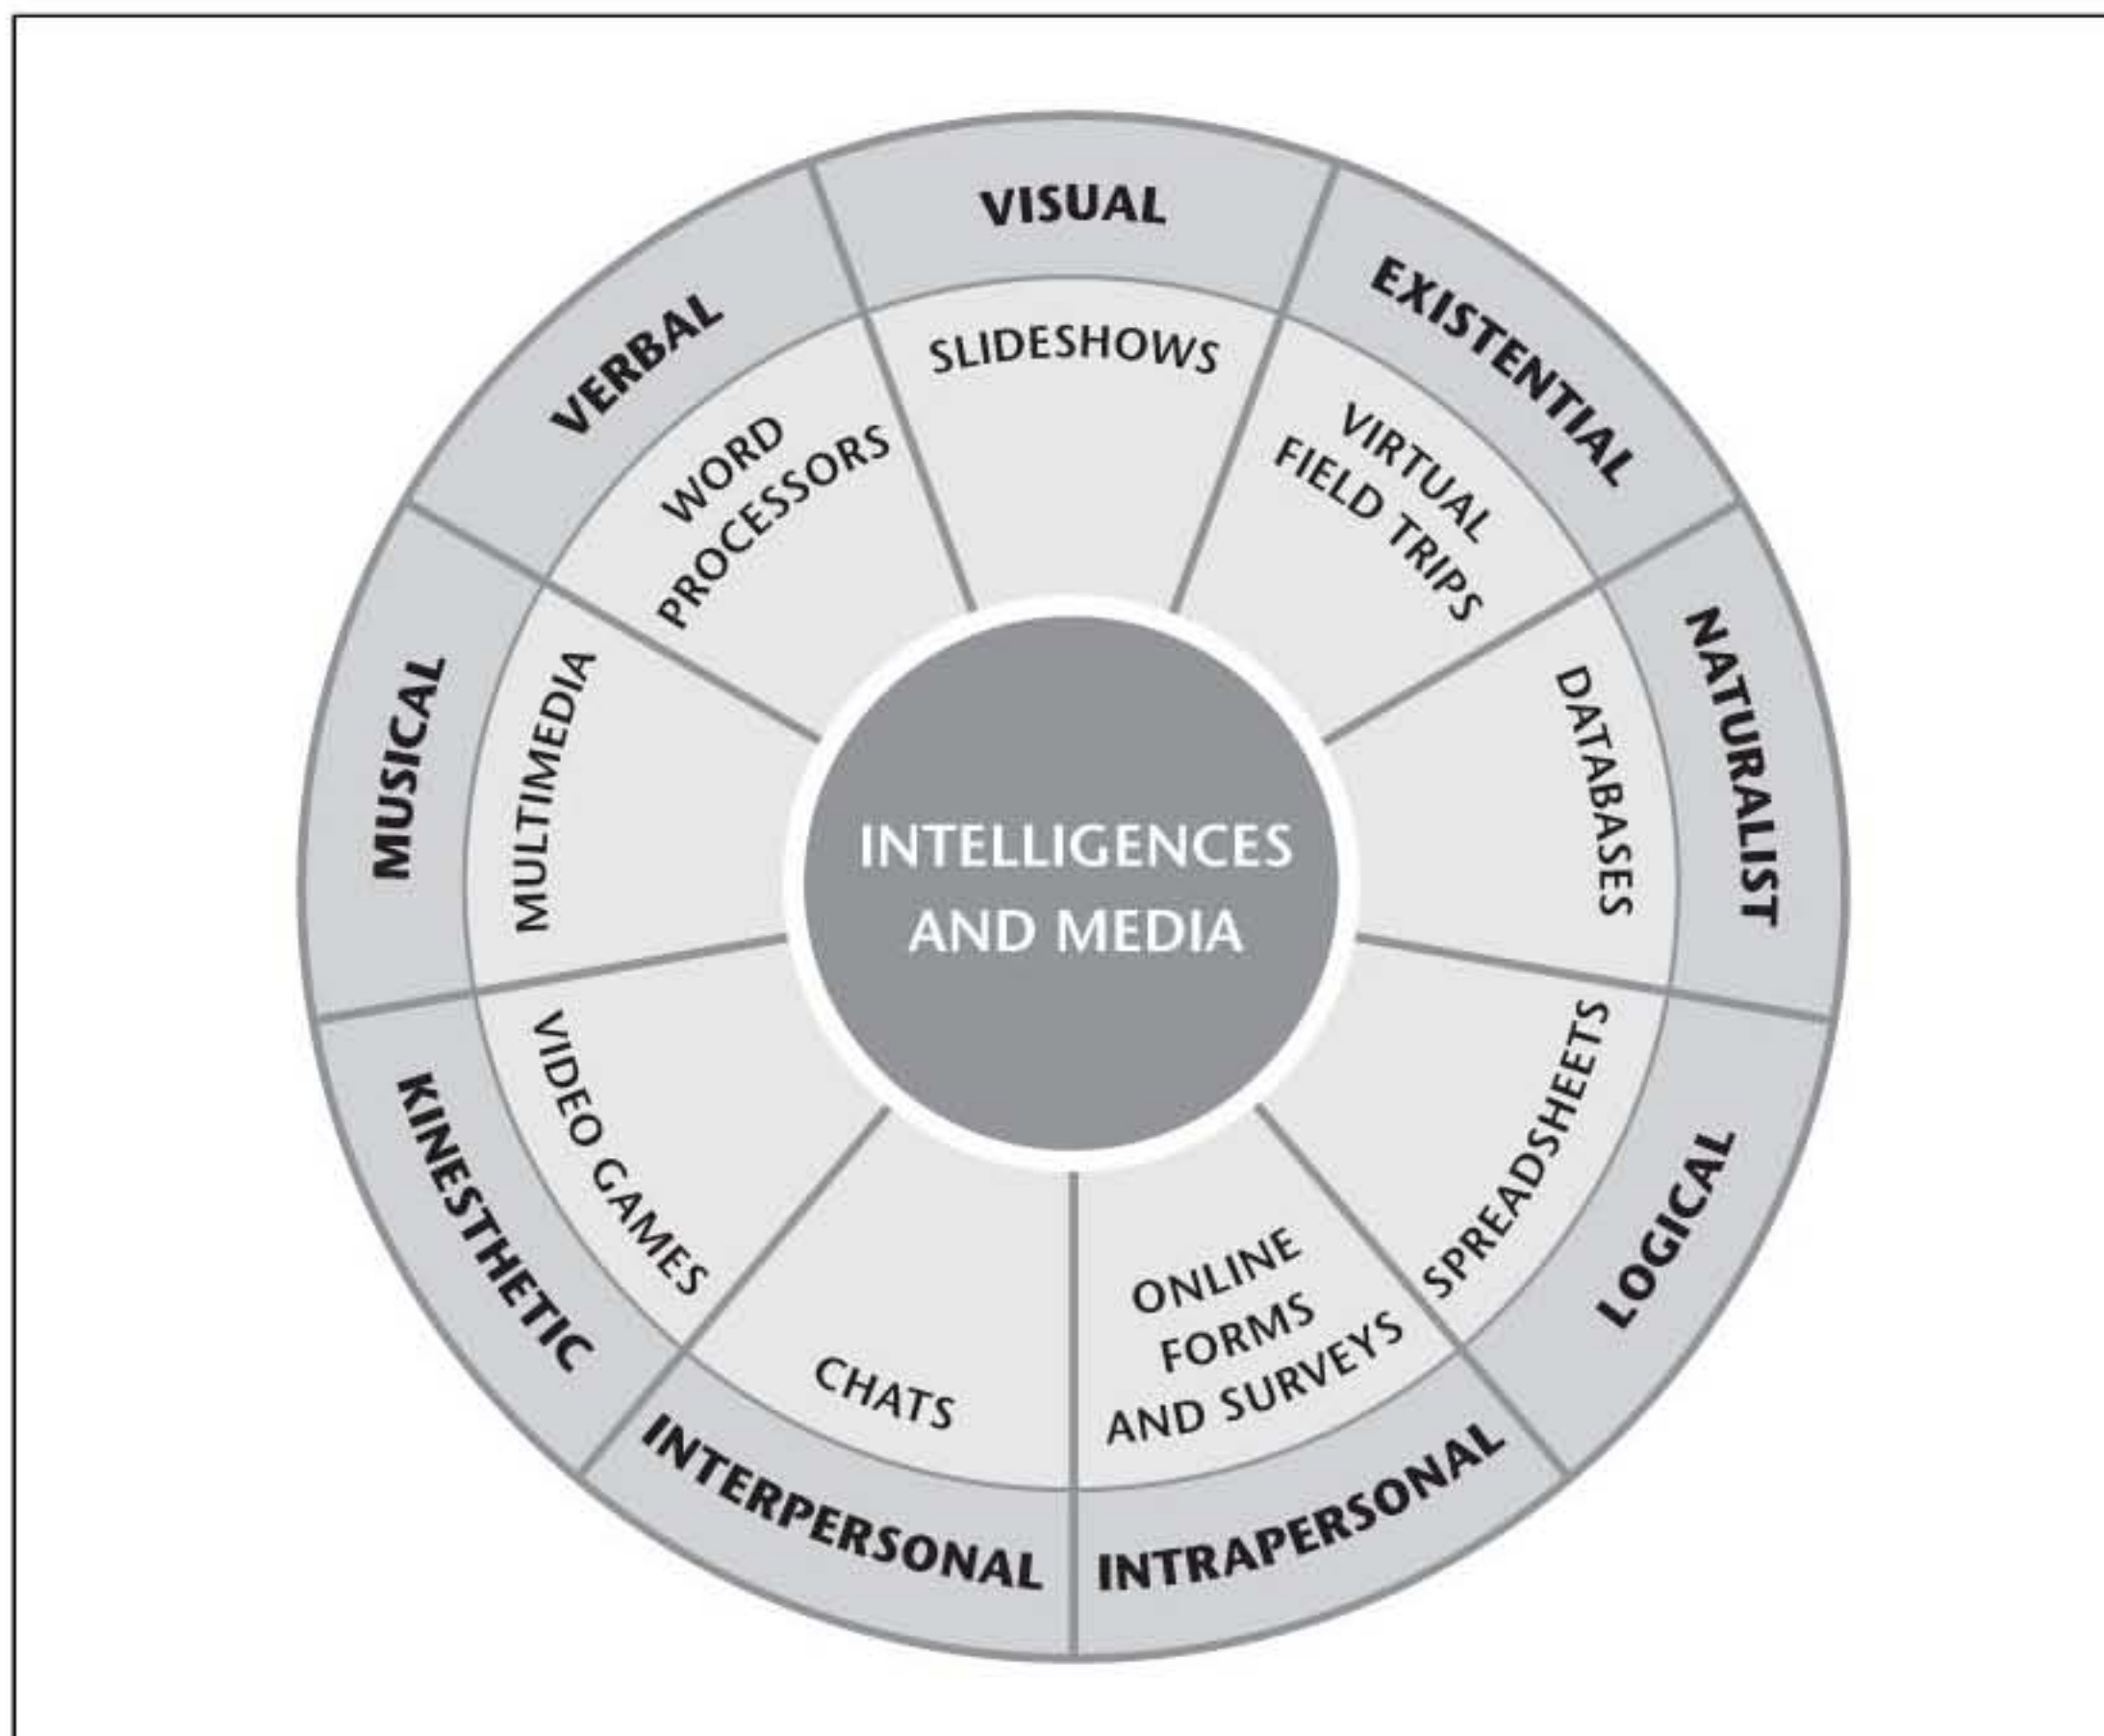 VISUAL
SLIDESHOWS
EXISTENTIAL
VIRTUAL
FIELD TRIPS
NATURALIST
DATABASES
LOGICAL
SPREADSHEETS
INTRAPERSONAL
ONLINE
FORMS
AND SURVEYS
INTERPERSONAL
CHATS
KINESTHETIC
VIDEO GAMES
MUSICAL
MULTIMEDIA
VERBAL
WORD
PROCESSORS
INTELLIGENCES
AND MEDIA